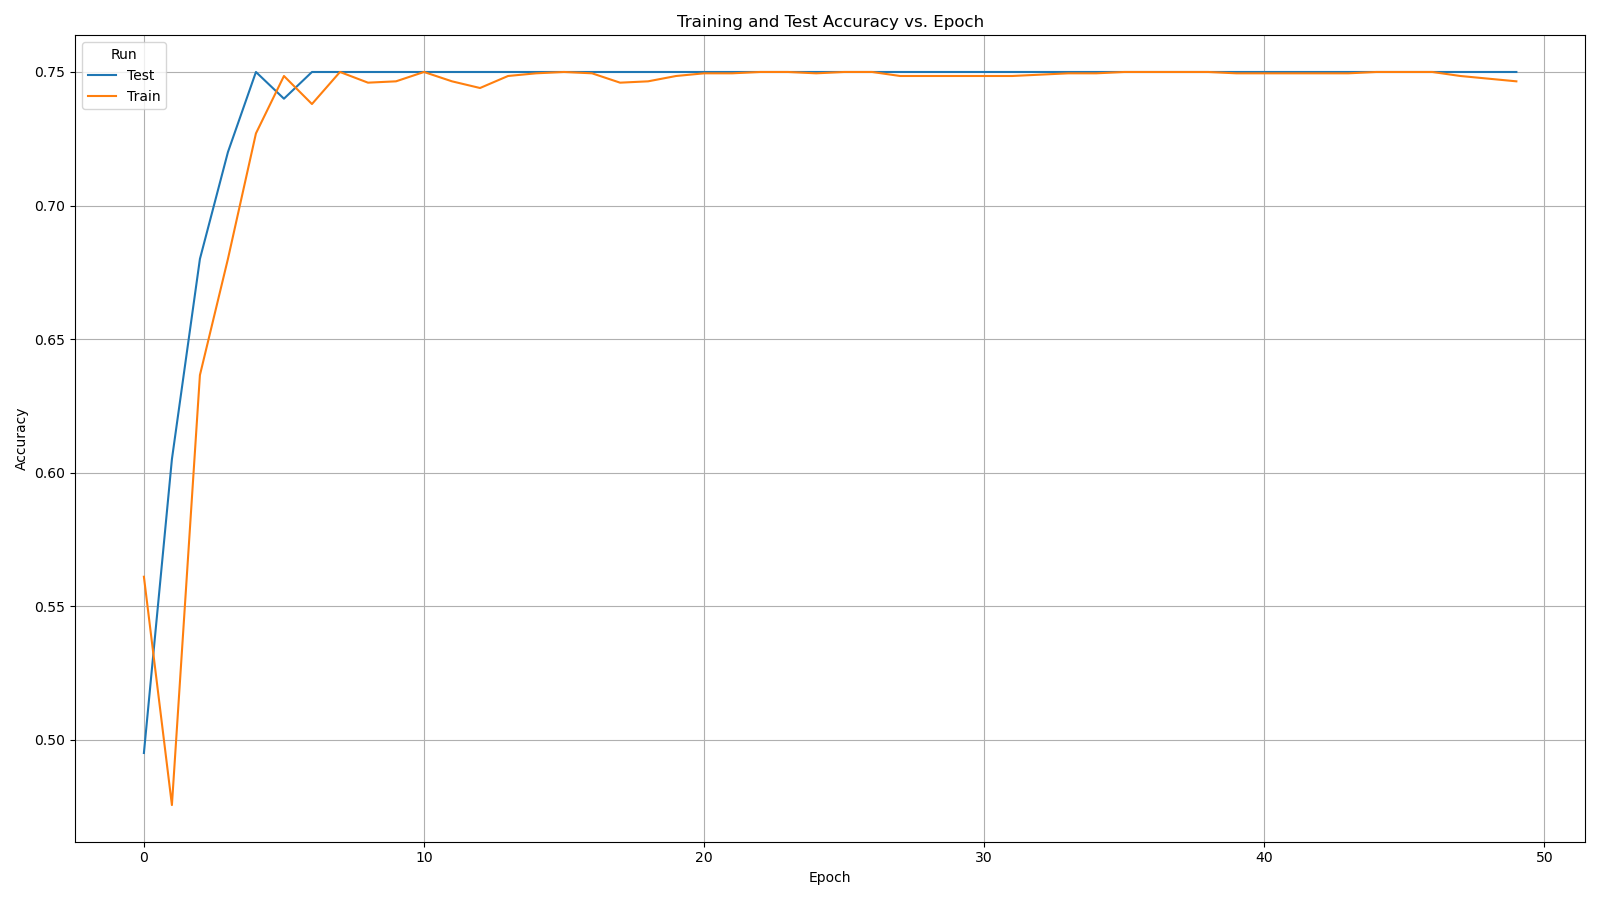 Training and Test Accuracy vs. Epoch
Run
Test
Train
0.75
0.70
0.65
0.60
0.55
0.50
Accuracy
0 10 20 30 40 50
Epoch